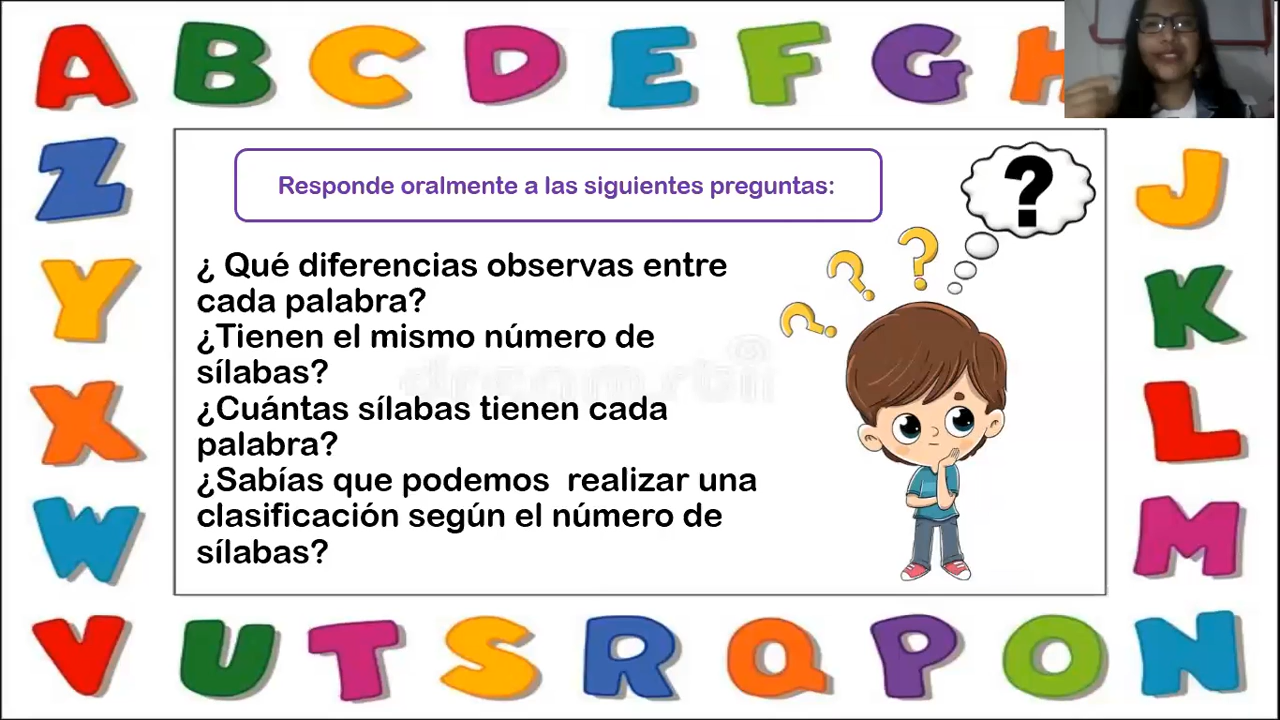 A B C D E F G H
Responde oralmente a las siguientes preguntas:
?
¿ Qué diferencias observas entre
cada palabra?
¿Tienen el mismo número de
sílabas?
¿Cuántas sílabas tienen cada
palabra?
¿Sabías que podemos realizar una
clasificación según el número de
sílabas?
? ? ?
Z
Y
X
W
J
K
L
M
V U T S R Q P O N